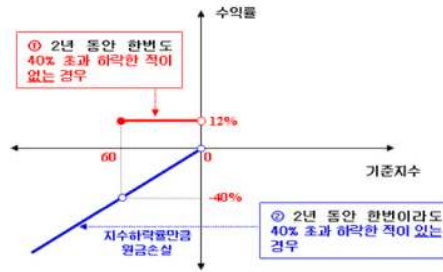 수익률
① 2년 동안 한번도
40% 초과 하락한 적이
없는 경우
12%
60
0
기준지수
-40%
지수하락률만큼
원금손실
② 2년 동안 한번이라도
40% 초과 하락한 적이 있는
경우